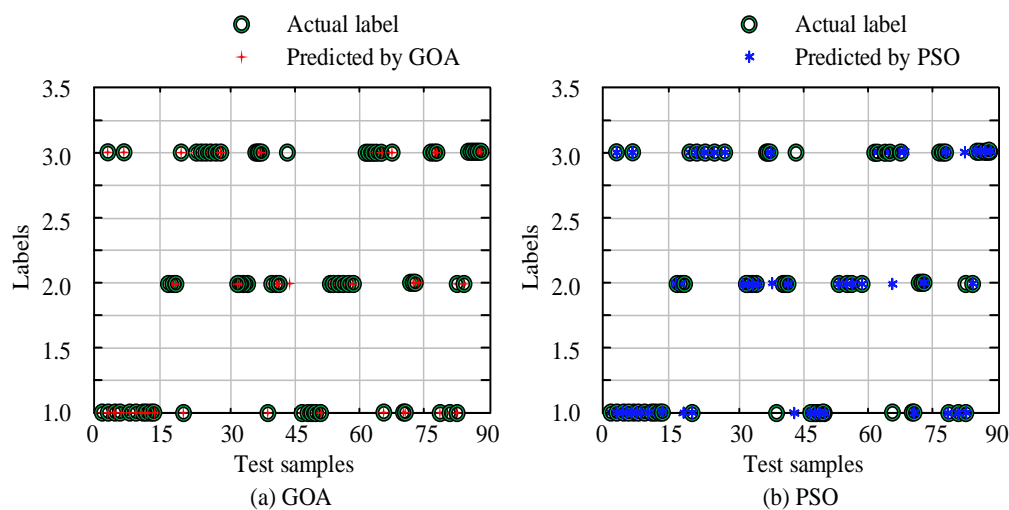 Actual label
Predicted by GOA
3.5
3.0
2.5
2.0
1.5
1.0
Labels
0 15 30 45 60 75 90
Test samples
(a) GOA
Actual label
Predicted by PSO
3.5
3.0
2.5
2.0
1.5
1.0
Labels
0 15 30 45 60 75 90
Test samples
(b) PSO